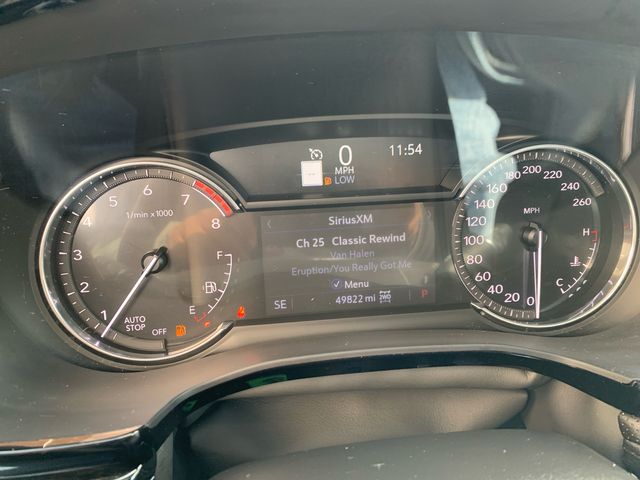 0 11:54
MPH
LOW
SiriusXM
Ch 25 Classic Rewind
Van Halen
Eruption/You Really Got Me
Menu
SE 49822 mi FWD P
1 2 3 4 5 6 7 8
1/min x1000
F
E
AUTO
STOP OFF
0 20 40 60 80 100 120 140 160 180 200 220 240 260
MPH
H
C